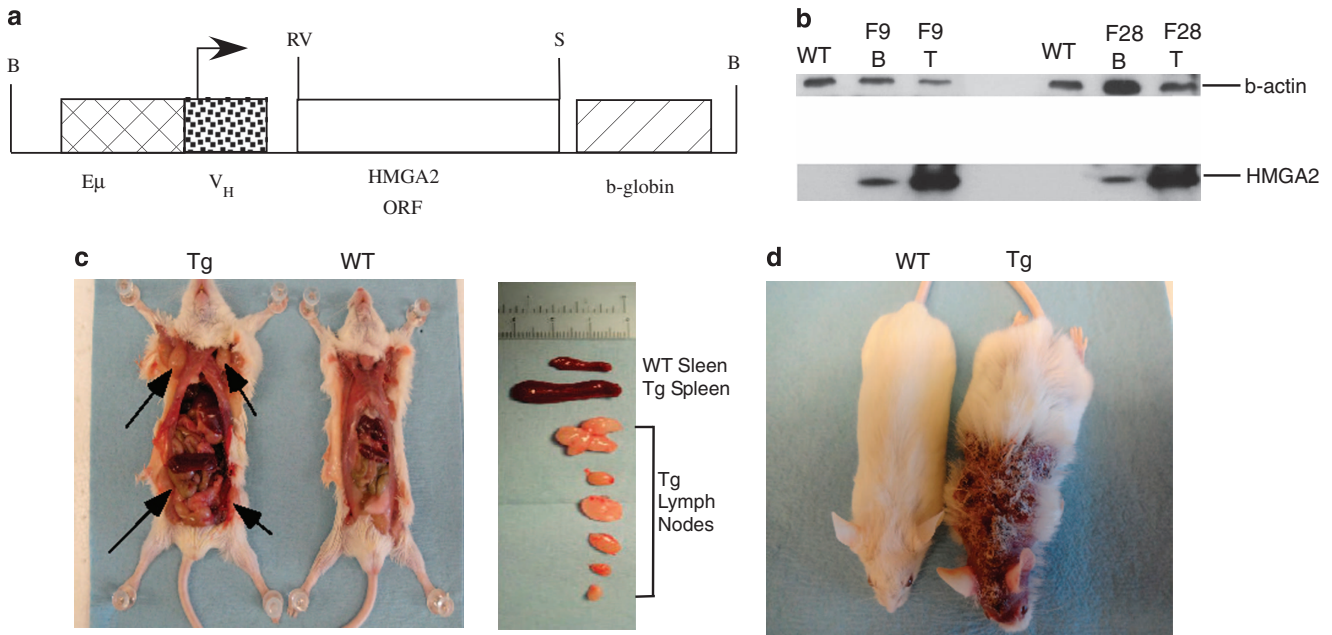 a
B
RV
S
B
Eμ
VH
HMGA2
ORF
b-globin
b
WT
F9
B
F9
T
WT
F28
B
F28
T
b-actin
HMGA2
c
Tg
WT
WT Sleen
Tg Spleen
Tg
Lymph
Nodes
d
WT
Tg